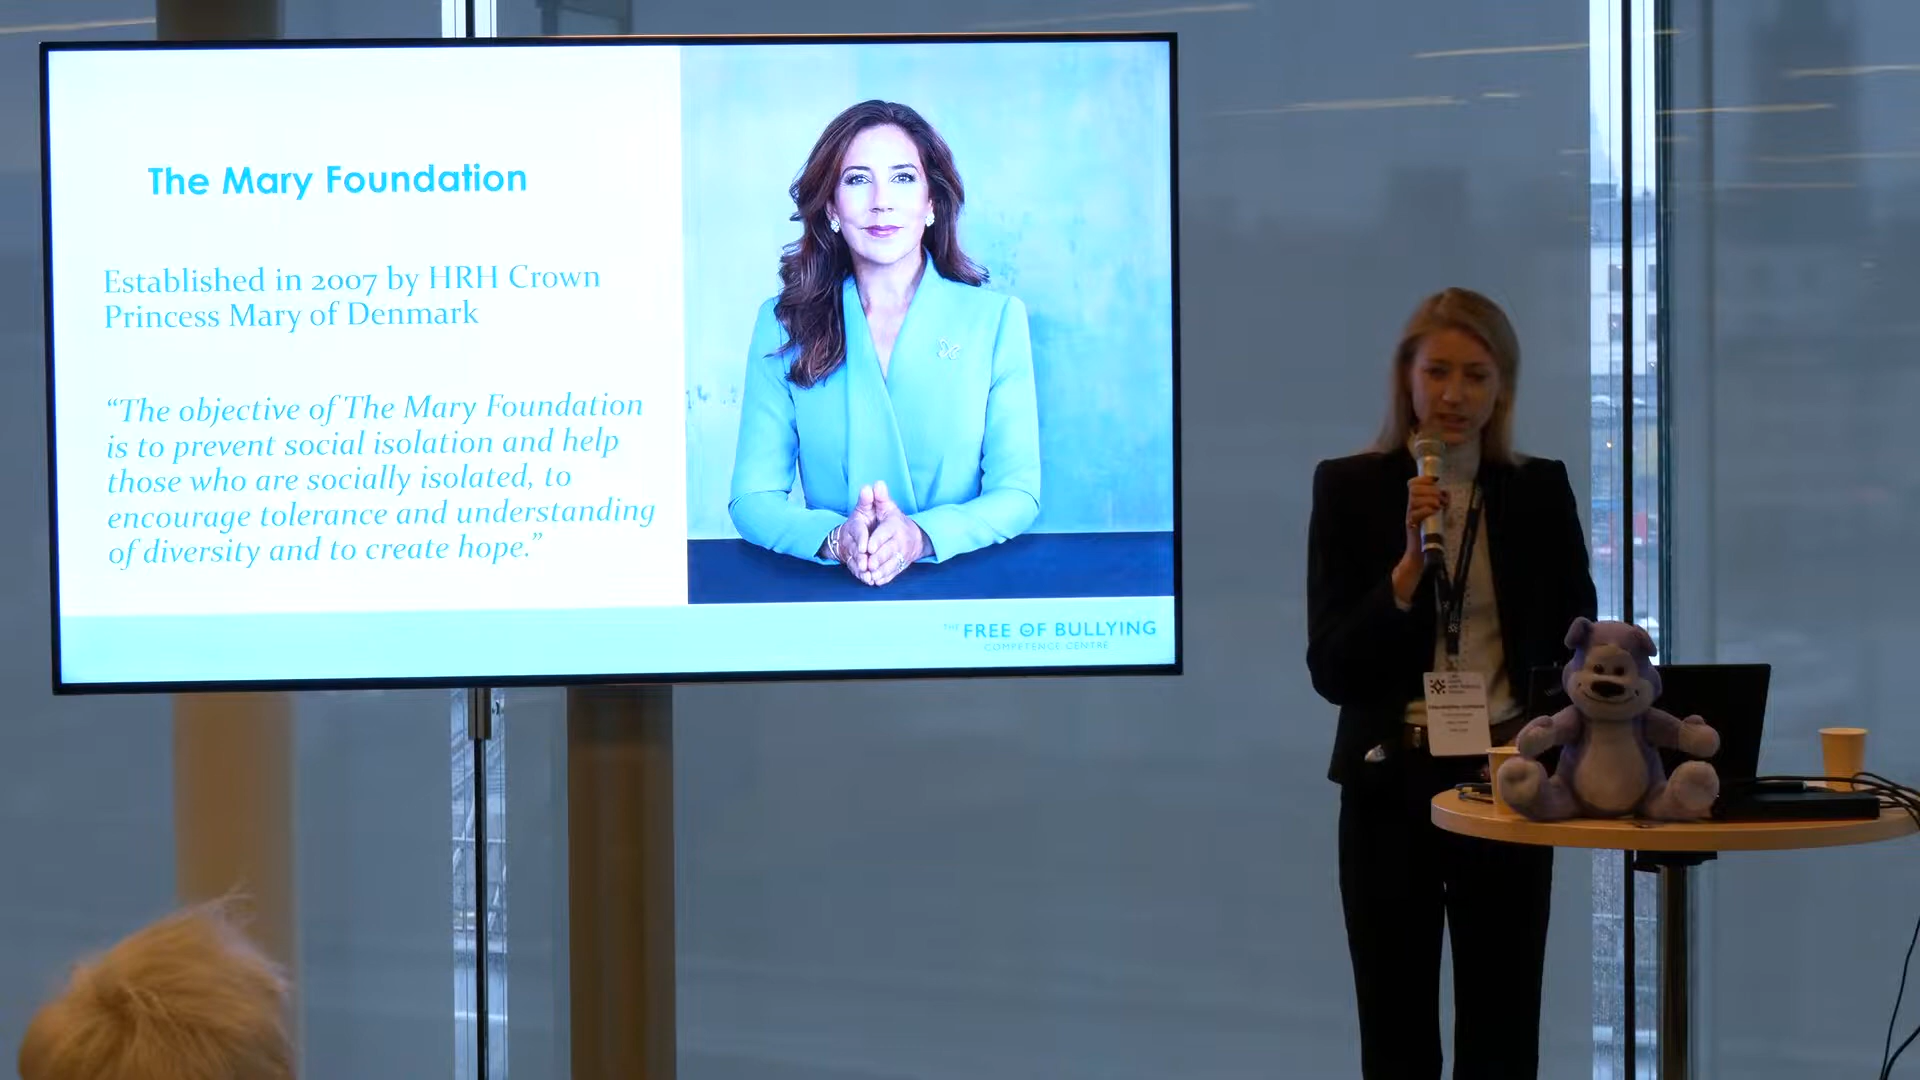 The Mary Foundation
Established in 2007 by HRH Crown
Princess Mary of Denmark
“The objective of The Mary Foundation
is to prevent social isolation and help
those who are socially isolated, to
encourage tolerance and understanding
of diversity and to create hope.”
THE FREE OF BULLYING
COMPETENCE CENTRE